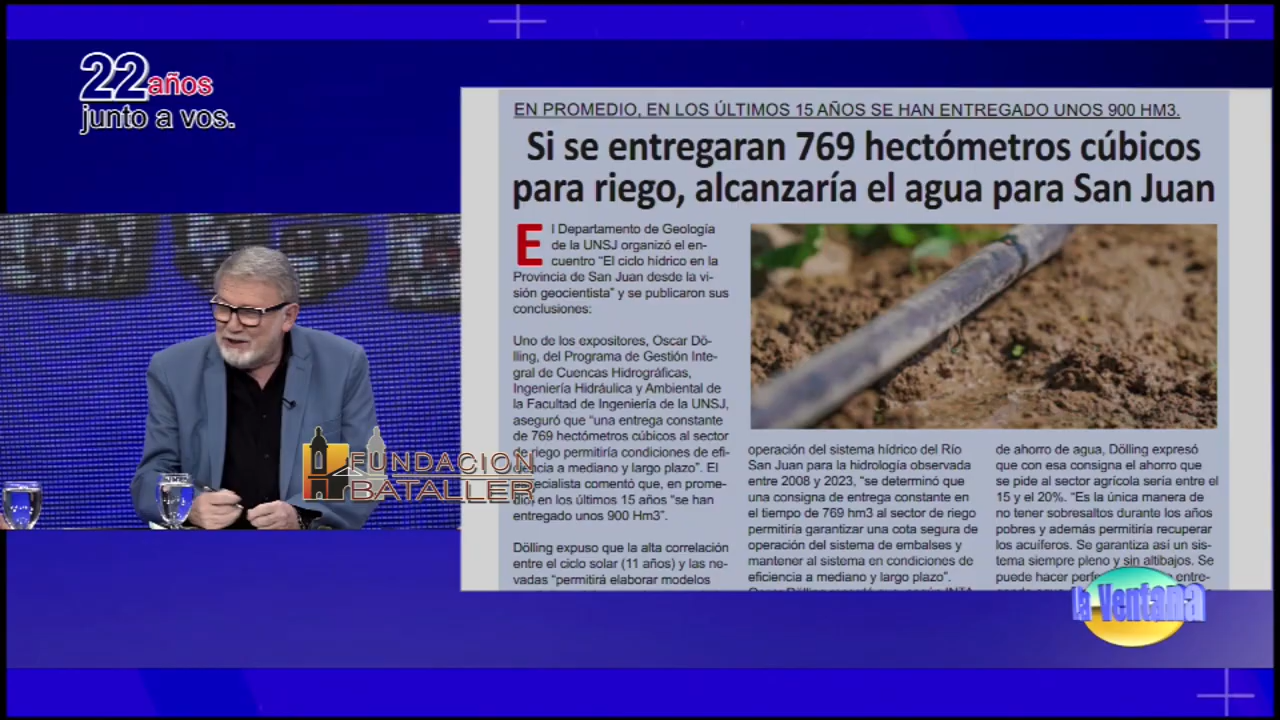 22 años
junto a vos.
EN PROMEDIO, EN LOS ÚLTIMOS 15 AÑOS SE HAN ENTREGADO UNOS 900 HM3.
Si se entregaran 769 hectómetros cúbicos
para riego, alcanzaría el agua para San Juan
El Departamento de Geología
de la UNSJ organizó el en-
cuentro “El ciclo hídrico en la
Provincia de San Juan desde la vi-
sión geocientista” y se publicaron sus
conclusiones:
Uno de los expositores, Oscar Dö-
lling, del Programa de Gestión Inte-
gral de Cuencas Hidrográficas,
Ingeniería Hidráulica y Ambiental de
la Facultad de Ingeniería de la UNSJ,
aseguró que “una entrega constante
de 769 hectómetros cúbicos al sector
riego permitiría condiciones de efi-
a mediano y largo plazo”. El
comentó que, en prome-
en los últimos 15 años “se han
entregado unos 900 Hm3”.
Dölling expuso que la alta correlación
entre el ciclo solar (11 años) y las ne-
vadas “permitirá elaborar modelos
operación del sistema hídrico del Río
San Juan para la hidrología observada
entre 2008 y 2023, “se determinó que
una consigna de entrega constante en
el tiempo de 769 hm3 al sector de riego
permitiría garantizar una cota segura de
operación del sistema de embalses y
mantener al sistema en condiciones de
eficiencia a mediano y largo plazo”.
de ahorro de agua, Dölling expresó
que con esa consigna el ahorro que
se pide al sector agrícola sería entre el
15 y el 20%. “Es la única manera de
no tener sobresaltos durante los años
pobres y además permitiría recuperar
los acuíferos. Se garantiza así un sis-
tema siempre pleno y sin altibajos. Se
puede hacer entre-
FUNDACION
BATALLER
la Ventana